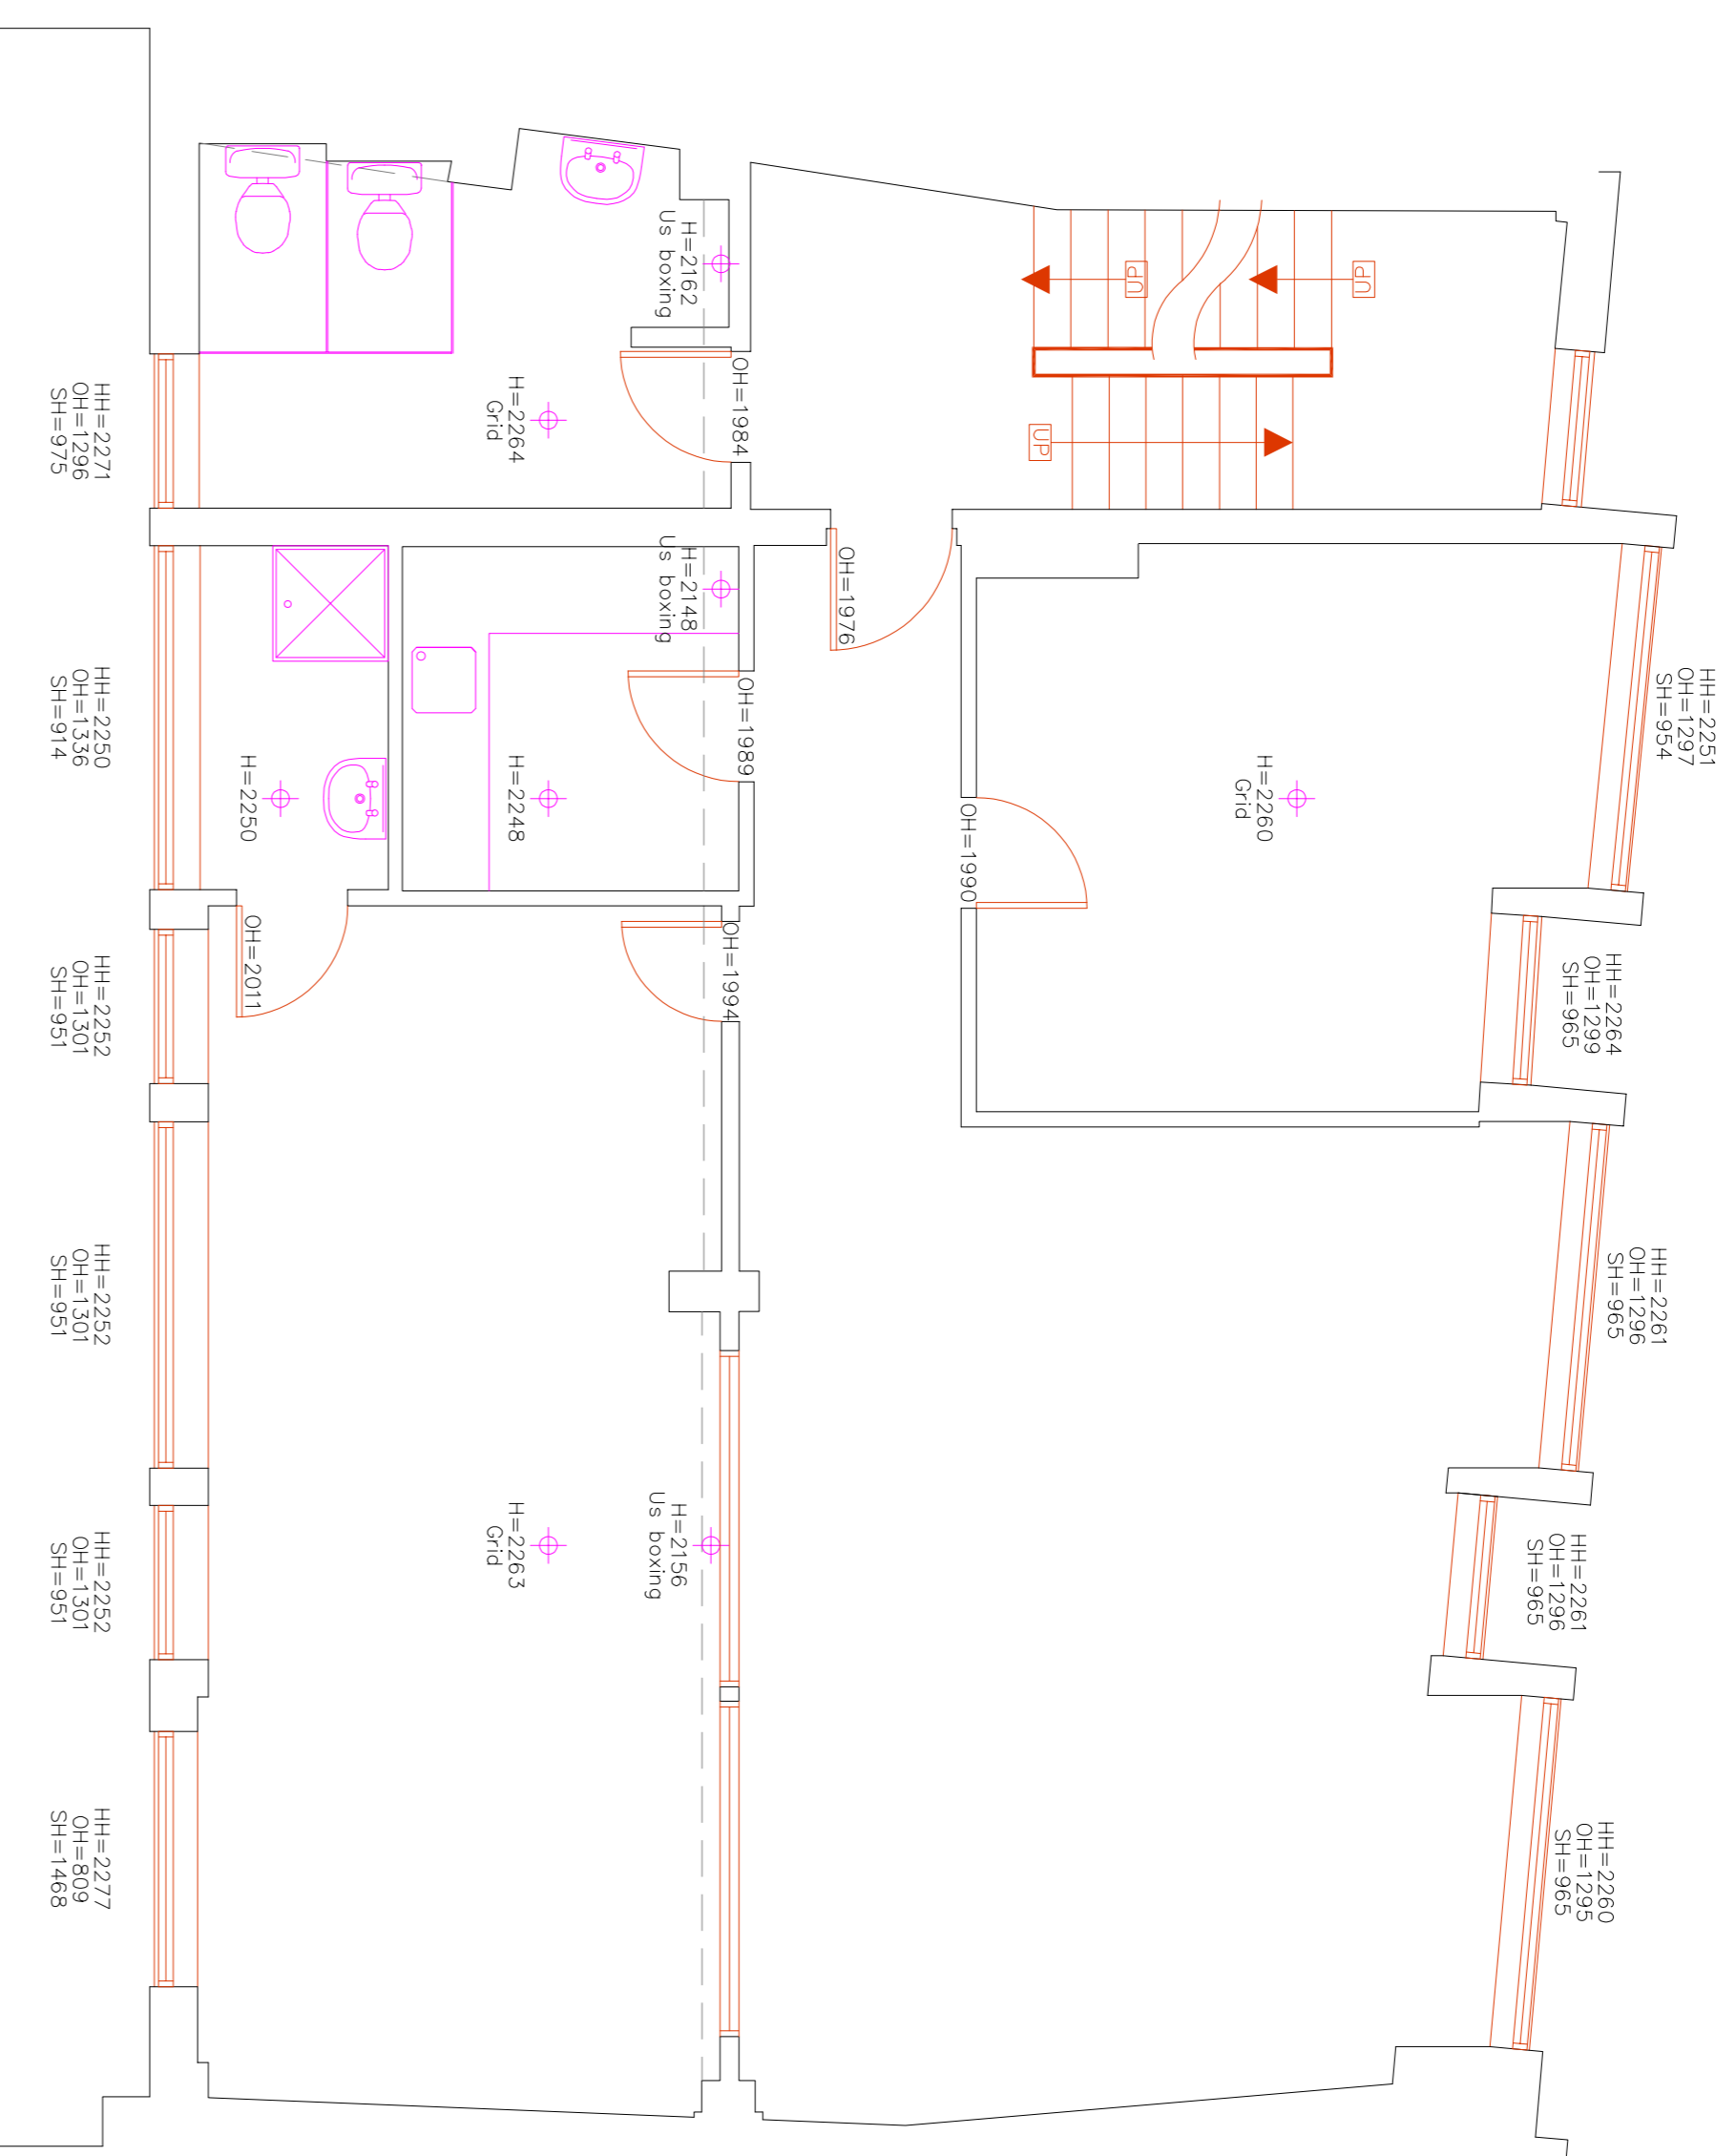 HH=2251
OH=1297
SH=954
HH=2264
OH=1299
SH=965
HH=2261
OH=1296
SH=965
HH=2261
OH=1296
SH=965
HH=2260
OH=1295
SH=965
UP
UP
UP
H=2260
Grid
OH=1990
OH=1976
OH=1984
OH=1989
OH=1994
H=2162
Us boxing
H=2148
Us boxing
H=2156
Us boxing
H=2264
Grid
H=2248
H=2263
Grid
H=2250
OH=2011
HH=2271
OH=1296
SH=975
HH=2250
OH=1336
SH=914
HH=2252
OH=1301
SH=951
HH=2252
OH=1301
SH=951
HH=2252
OH=1301
SH=951
HH=2277
OH=809
SH=1468